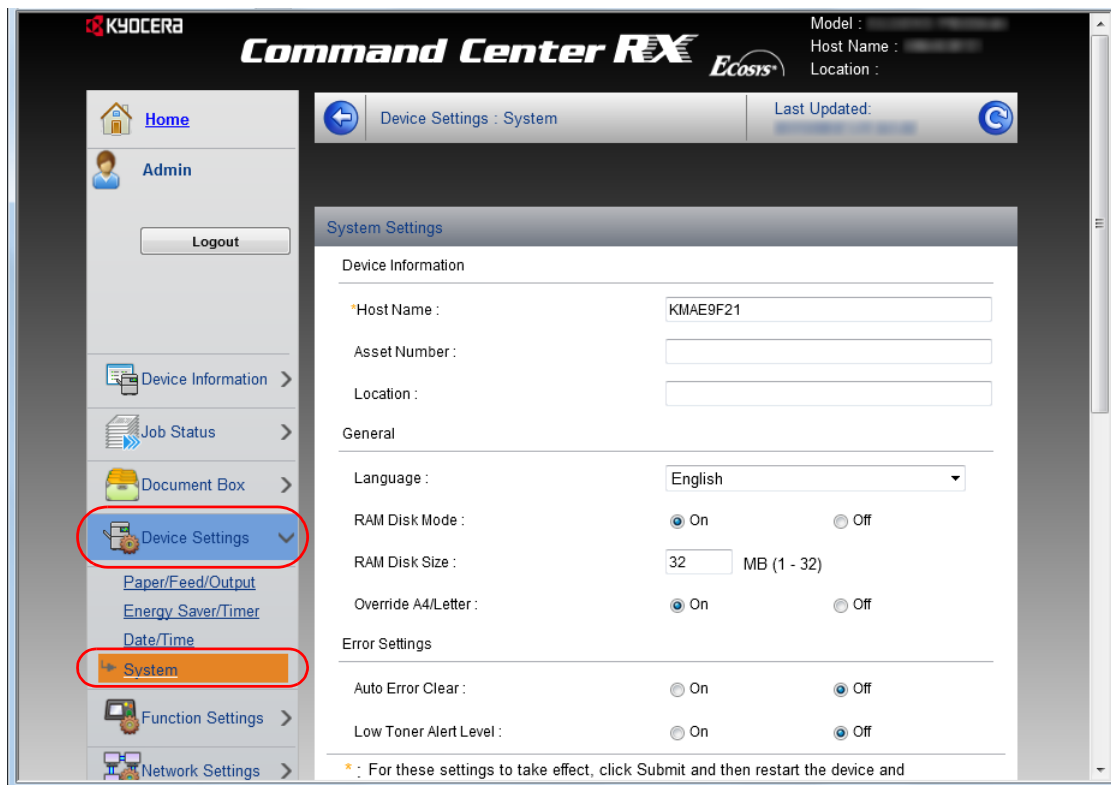 KYOCERA
Command Center RX
Ecosys
Model :
Host Name :
Location :
Home
Admin
Logout
Device Information
Job Status
Document Box
Device Settings
Paper/Feed/Output
Energy Saver/Timer
Date/Time
System
Function Settings
Network Settings
Device Settings : System
Last Updated:
System Settings
Device Information
*Host Name : KMAE9F21
Asset Number :
Location :
General
Language : English
RAM Disk Mode : On Off
RAM Disk Size : 32 MB (1 - 32)
Override A4/Letter : On Off
Error Settings
Auto Error Clear : On Off
Low Toner Alert Level : On Off
* : For these settings to take effect, click Submit and then restart the device and